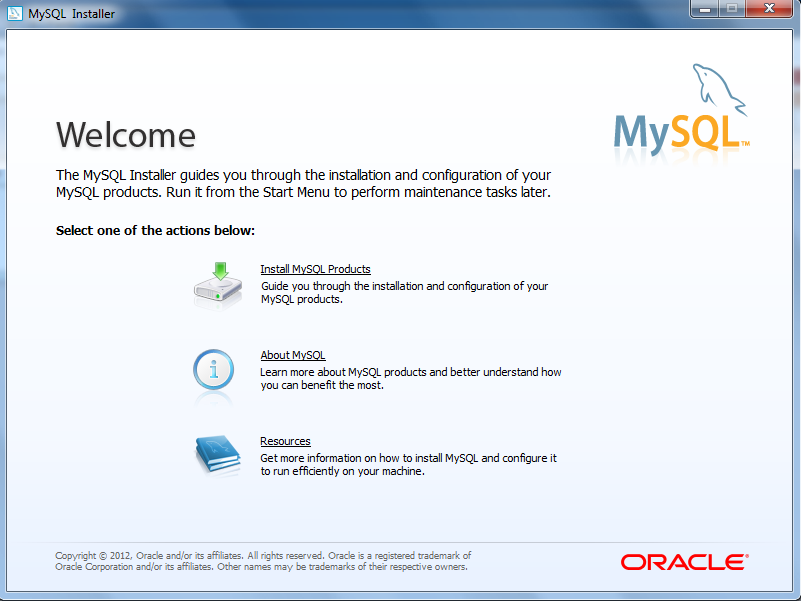 MySQL Installer
MySQL™
Welcome
The MySQL Installer guides you through the installation and configuration of your
MySQL products. Run it from the Start Menu to perform maintenance tasks later.
Select one of the actions below:
Install MySQL Products
Guide you through the installation and configuration of your
MySQL products.
About MySQL
Learn more about MySQL products and better understand how
you can benefit the most.
Resources
Get more information on how to install MySQL and configure it
to run efficiently on your machine.
Copyright © 2012, Oracle and/or its affiliates. All rights reserved. Oracle is a registered trademark of
Oracle Corporation and/or its affiliates. Other names may be trademarks of their respective owners.
ORACLE®